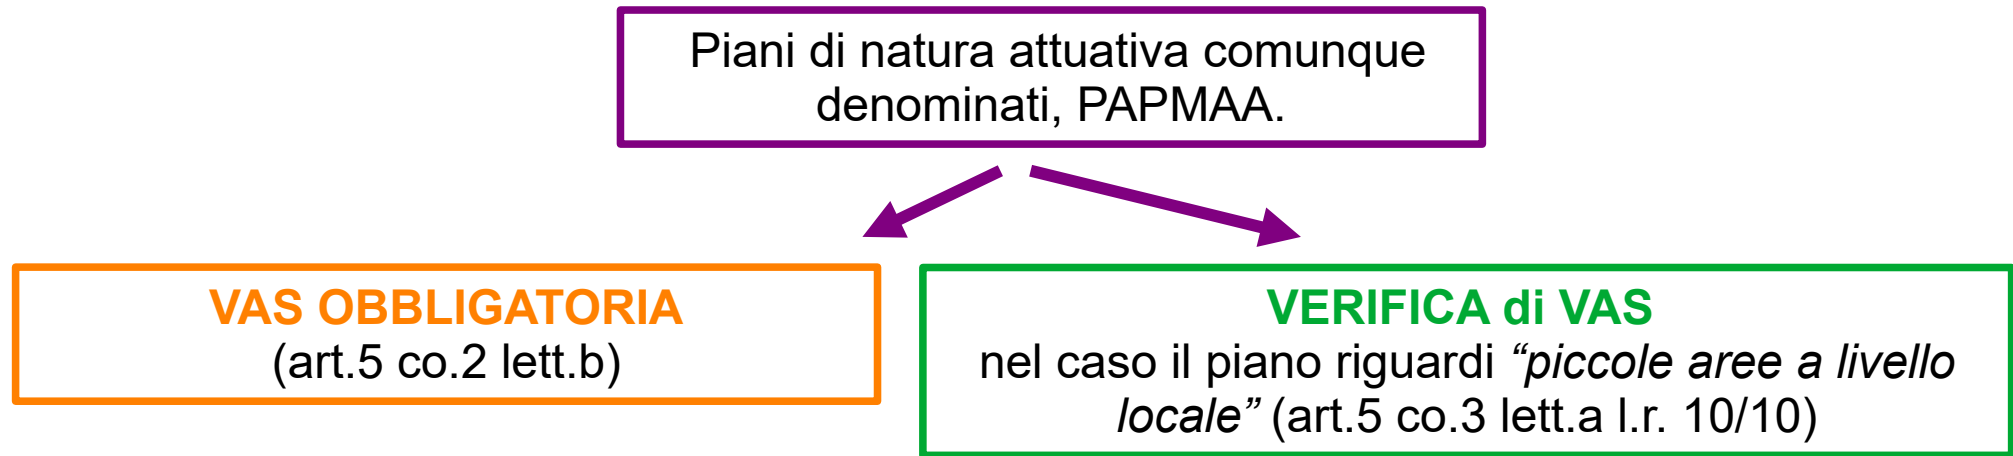 Piani di natura attuativa comunque
denominati, PAPMAA.
VAS OBBLIGATORIA
(art.5 co.2 lett.b)
VERIFICA di VAS
nel caso il piano riguardi “piccole aree a livello
locale” (art.5 co.3 lett.a l.r. 10/10)